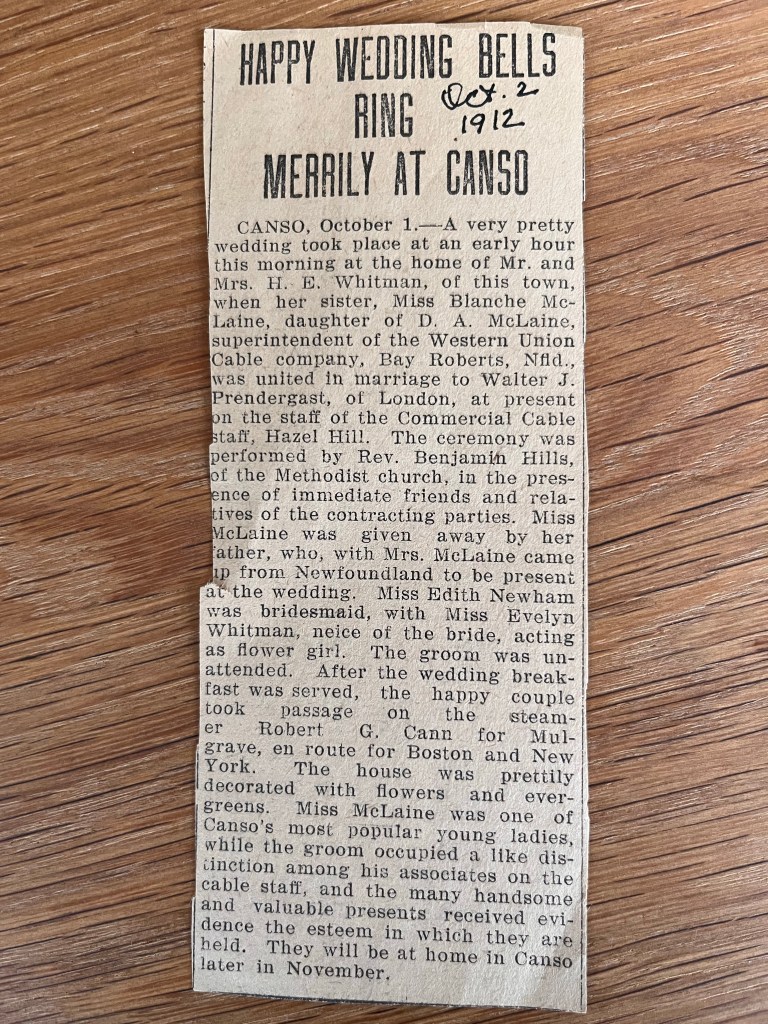 HAPPY WEDDING BELLS
RING
Oct. 2
1912
MERRILY AT CANSO
CANSO, October 1.—A very pretty
wedding took place at an early hour
this morning at the home of Mr. and
Mrs. H. E. Whitman, of this town,
when her sister, Miss Blanche Mc-
Laine, daughter of D. A. McLaine,
superintendent of the Western Union
Cable company, Bay Roberts, Nfld.,
was united in marriage to Walter J.
Prendergast, of London, at present
on the staff of the Commercial Cable
staff, Hazel Hill. The ceremony was
performed by Rev. Benjamin Hills,
of the Methodist church, in the pres-
ence of immediate friends and rela-
tives of the contracting parties. Miss
McLaine was given away by her
father, who, with Mrs. McLaine came
up from Newfoundland to be present
at the wedding. Miss Edith Newham
was bridesmaid, with Miss Evelyn
Whitman, neice of the bride, acting
as flower girl. The groom was un-
attended. After the wedding break-
fast was served, the happy couple
took passage on the steam-
er Robert G. Cann for Mul-
grave, en route for Boston and New
York. The house was prettily
decorated with flowers and ever-
greens. Miss McLaine was one of
Canso's most popular young ladies,
while the groom occupied a like dis-
tinction among his associates on the
cable staff, and the many handsome
and valuable presents received evi-
dence the esteem in which they are
held. They will be at home in Canso
later in November.